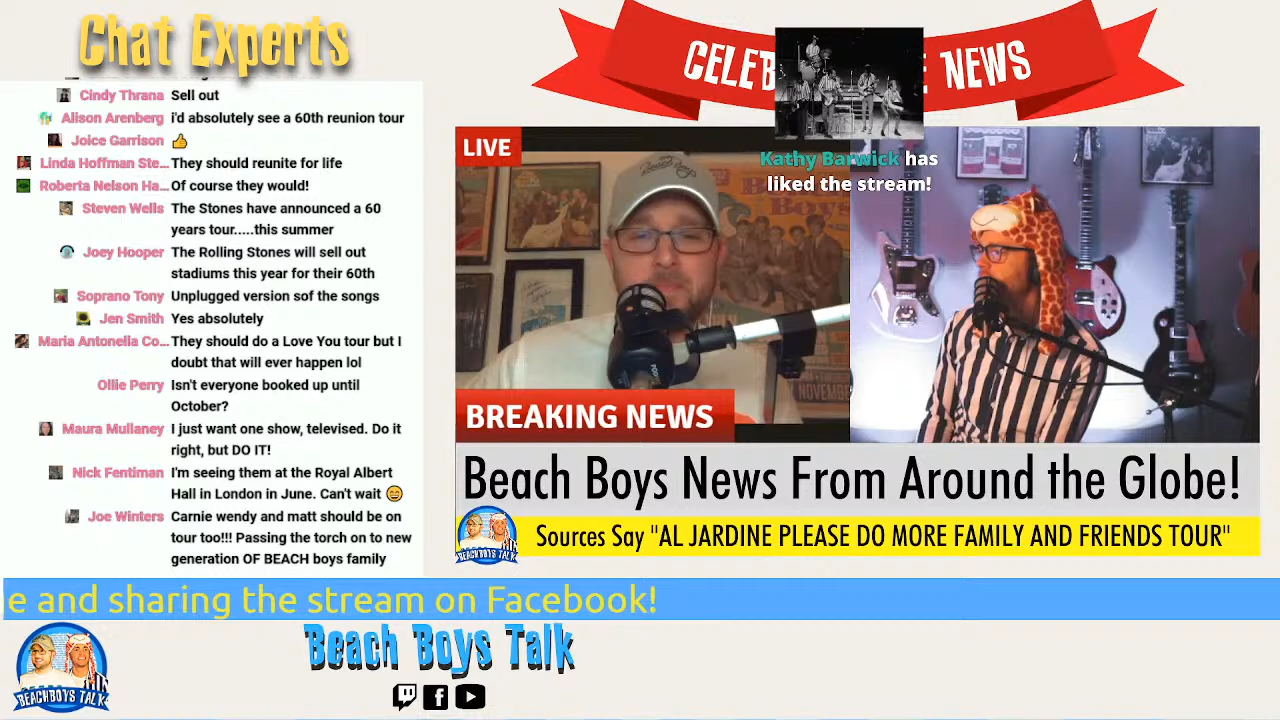 Chat Experts
Cindy Thrana Sell out
Alison Arenberg i'd absolutely see a 60th reunion tour
Joice Garrison 👍
Linda Hoffman Ste... They should reunite for life
Roberta Nelson Ha... Of course they would!
Steven Wells The Stones have announced a 60
years tour.....this summer
Joey Hooper The Rolling Stones will sell out
stadiums this year for their 60th
Soprano Tony Unplugged version sof the songs
Jen Smith Yes absolutely
Maria Antonella Co... They should do a Love You tour but I
doubt that will ever happen lol
Ollie Perry Isn't everyone booked up until
October?
Maura Mullaney I just want one show, televised. Do it
right, but DO IT!
Nick Fentiman I'm seeing them at the Royal Albert
Hall in London in June. Can't wait 😄
Joe Winters Carnie wendy and matt should be on
tour too!!! Passing the torch on to new
generation OF BEACH boys family
CELEB NEWS
Kathy Barwick has
liked the stream!
LIVE
BREAKING NEWS
Beach Boys News From Around the Globe!
BEACH BOYS TALK
Sources Say "AL JARDINE PLEASE DO MORE FAMILY AND FRIENDS TOUR"
e and sharing the stream on Facebook!
BEACH BOYS TALK
Beach Boys Talk